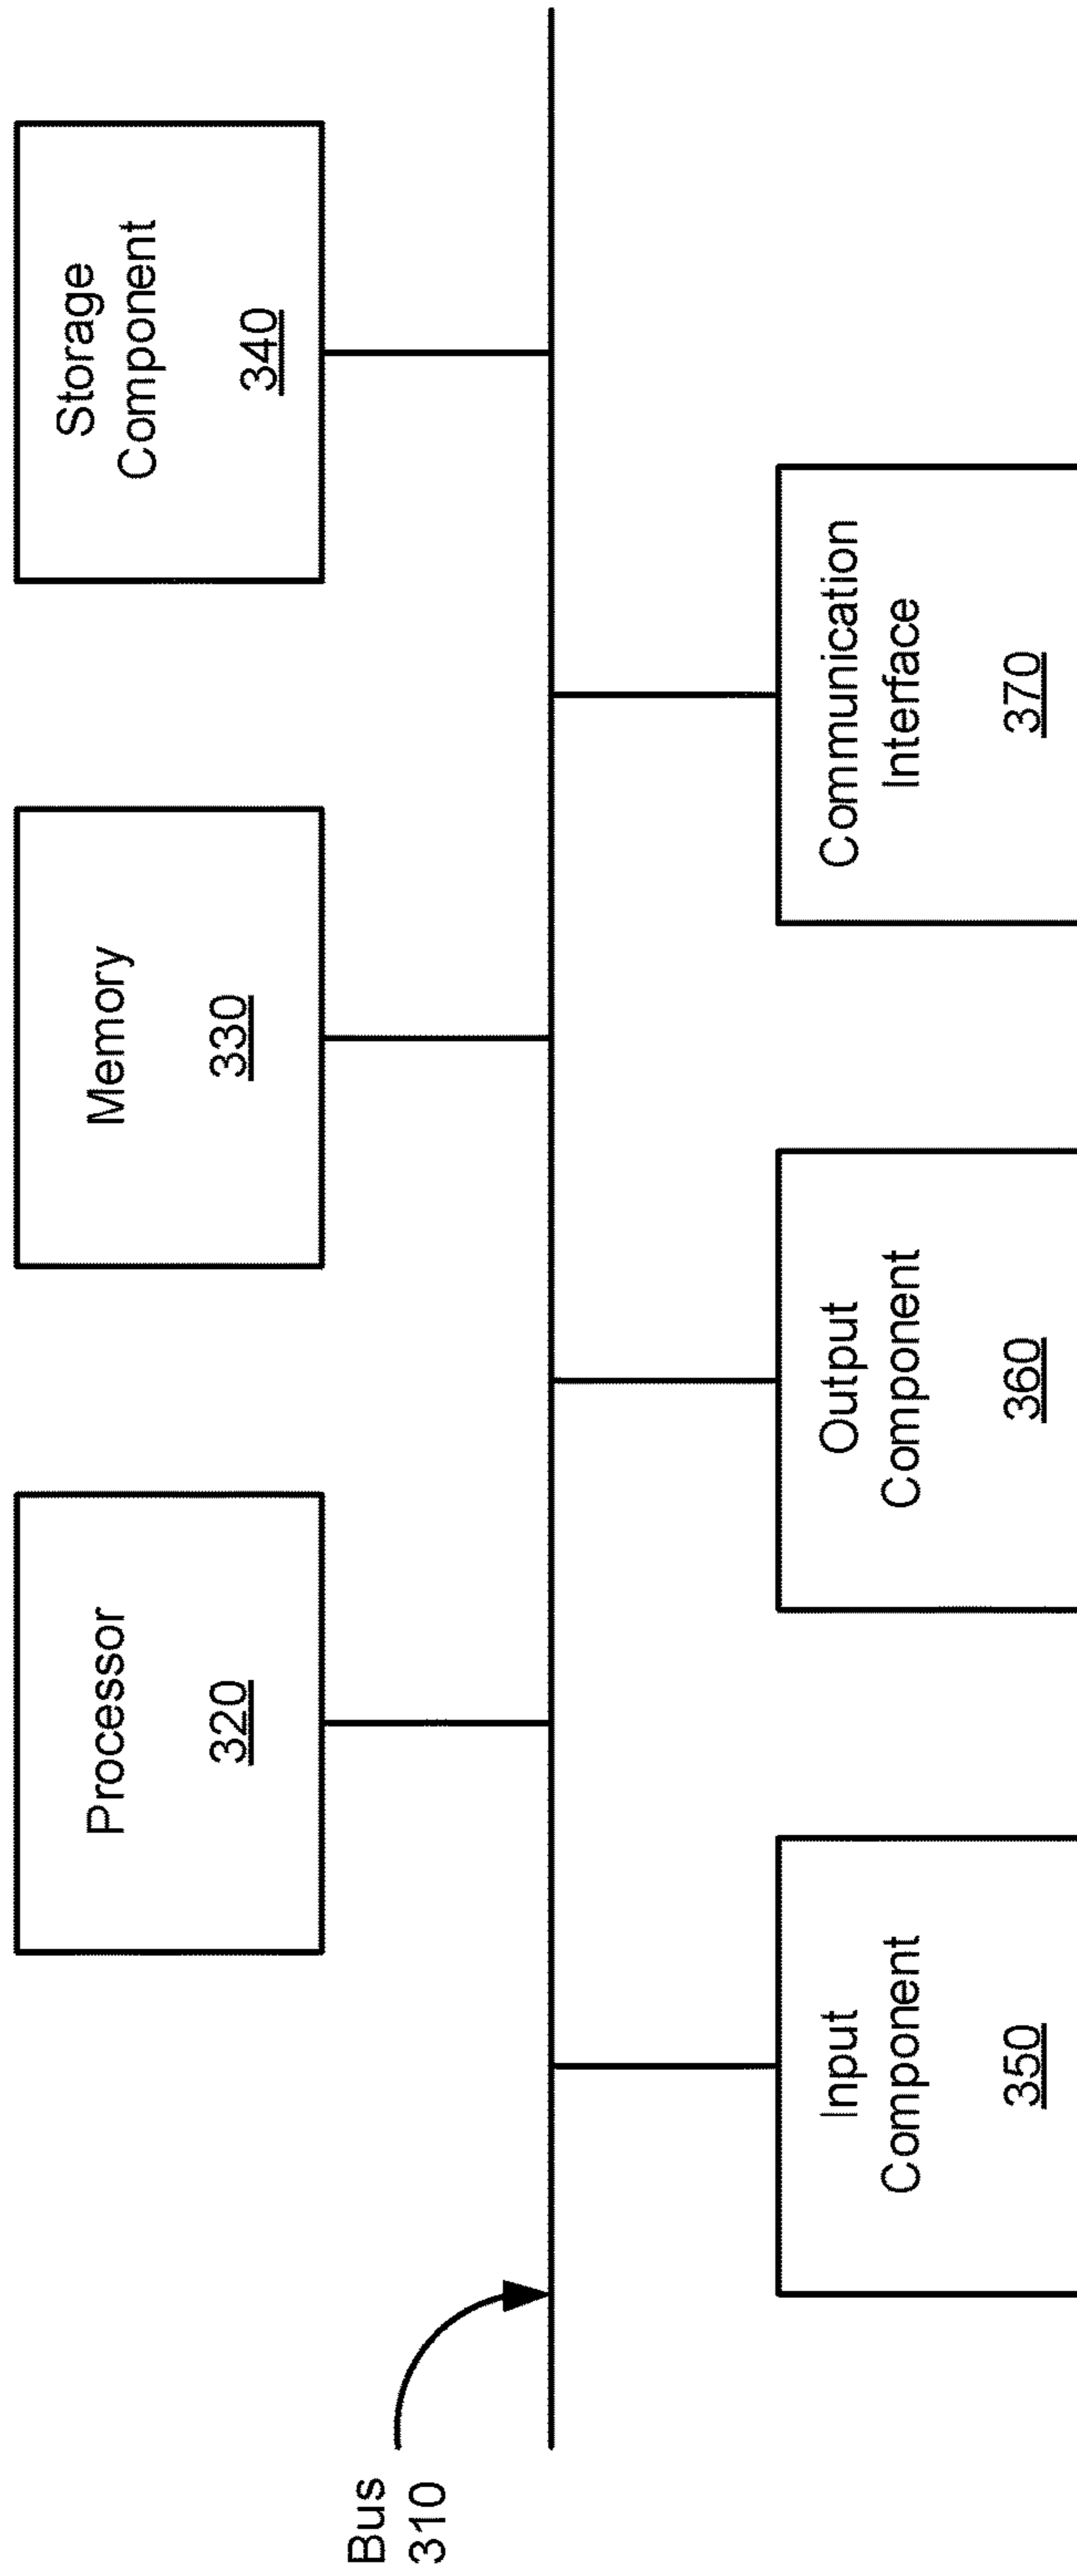 Processor
320
Memory
330
Storage
Component
340
Bus
310
Input
Component
350
Output
Component
360
Communication
Interface
370